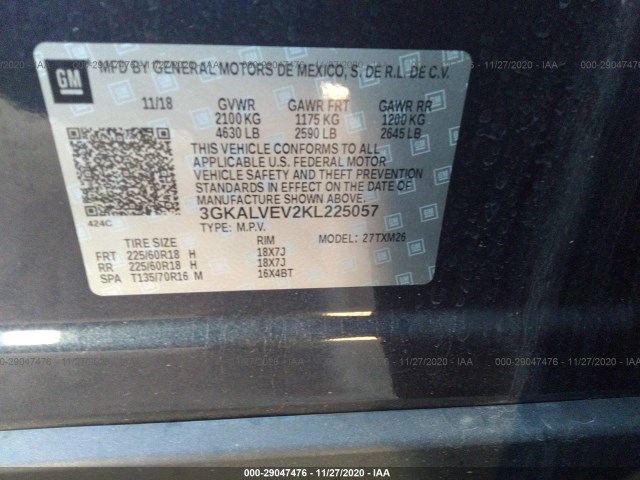 GM
MFD BY GENERAL MOTORS DE MEXICO, S. DE R.L. DE C.V.
11/18 GVWR GAWR FRT GAWR RR
2100 KG 1175 KG 1200 KG
4630 LB 2590 LB 2645 LB
THIS VEHICLE CONFORMS TO ALL
APPLICABLE U.S. FEDERAL MOTOR
VEHICLE SAFETY AND THEFT
PREVENTION STANDARDS IN
EFFECT ON THE DATE OF
MANUFACTURE SHOWN ABOVE.
424C 3GKALVEV2KL225057
TYPE: M.P.V. MODEL: 27TXM26
TIRE SIZE RIM
FRT 225/60R18 H 18X7J
RR 225/60R18 H 18X7J
SPA T135/70R16 M 16X4BT
000-29047476 - 11/27/2020 - IAA